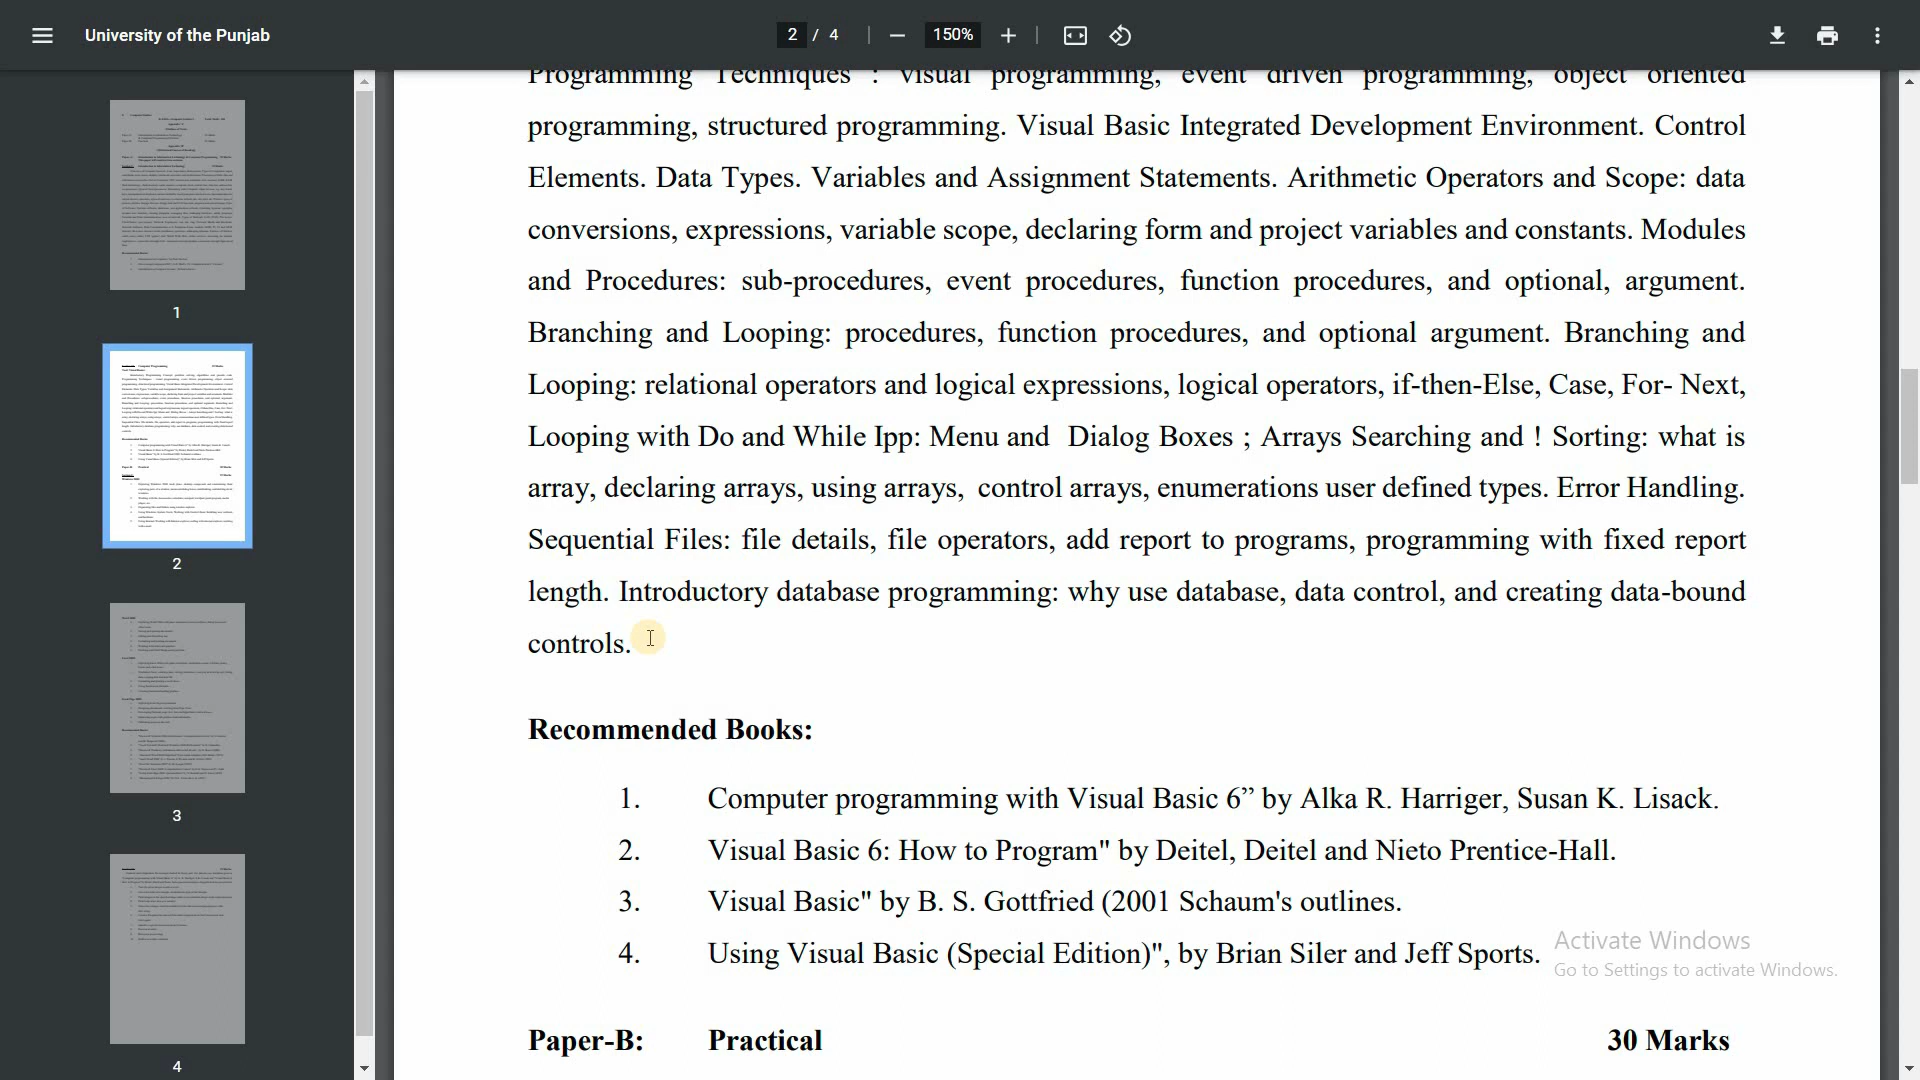 University of the Punjab
2 / 4
150%
Programming Techniques : visual programming, event driven programming, object oriented
programming, structured programming. Visual Basic Integrated Development Environment. Control
Elements. Data Types. Variables and Assignment Statements. Arithmetic Operators and Scope: data
conversions, expressions, variable scope, declaring form and project variables and constants. Modules
and Procedures: sub-procedures, event procedures, function procedures, and optional, argument.
Branching and Looping: procedures, function procedures, and optional argument. Branching and
Looping: relational operators and logical expressions, logical operators, if-then-Else, Case, For- Next,
Looping with Do and While Ipp: Menu and Dialog Boxes ; Arrays Searching and ! Sorting: what is
array, declaring arrays, using arrays, control arrays, enumerations user defined types. Error Handling.
Sequential Files: file details, file operators, add report to programs, programming with fixed report
length. Introductory database programming: why use database, data control, and creating data-bound
controls.
Recommended Books:
1. Computer programming with Visual Basic 6” by Alka R. Harriger, Susan K. Lisack.
2. Visual Basic 6: How to Program" by Deitel, Deitel and Nieto Prentice-Hall.
3. Visual Basic" by B. S. Gottfried (2001 Schaum's outlines.
4. Using Visual Basic (Special Edition)", by Brian Siler and Jeff Sports.
Paper-B: Practical 30 Marks
Activate Windows
Go to Settings to activate Windows.
1
2
3
4